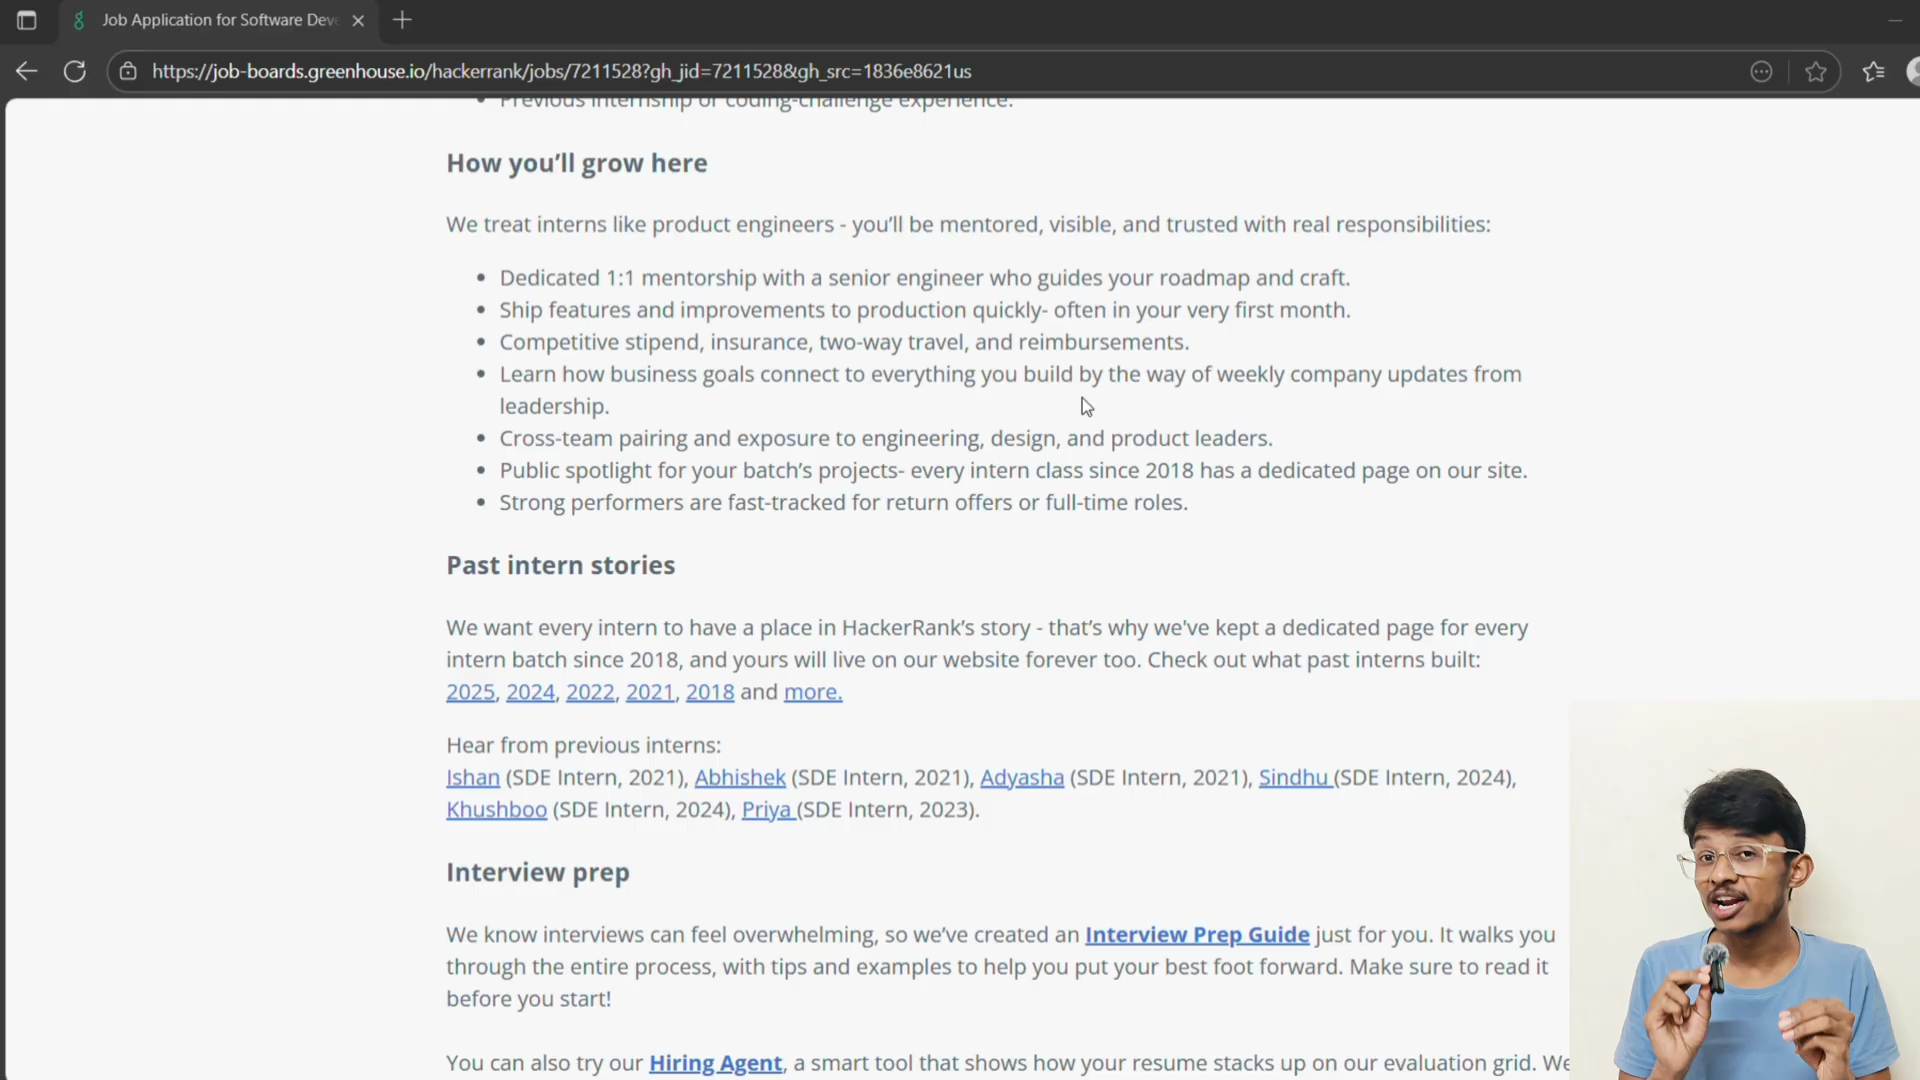 Job Application for Software Deve
https://job-boards.greenhouse.io/hackerrank/jobs/7211528?gh_jid=7211528&gh_src=1836e8621us
Previous internship or coding-challenge experience.
How you’ll grow here
We treat interns like product engineers - you’ll be mentored, visible, and trusted with real responsibilities:
• Dedicated 1:1 mentorship with a senior engineer who guides your roadmap and craft.
• Ship features and improvements to production quickly- often in your very first month.
• Competitive stipend, insurance, two-way travel, and reimbursements.
• Learn how business goals connect to everything you build by the way of weekly company updates from
leadership.
• Cross-team pairing and exposure to engineering, design, and product leaders.
• Public spotlight for your batch’s projects- every intern class since 2018 has a dedicated page on our site.
• Strong performers are fast-tracked for return offers or full-time roles.
Past intern stories
We want every intern to have a place in HackerRank’s story - that’s why we've kept a dedicated page for every
intern batch since 2018, and yours will live on our website forever too. Check out what past interns built:
2025, 2024, 2022, 2021, 2018 and more.
Hear from previous interns:
Ishan (SDE Intern, 2021), Abhishek (SDE Intern, 2021), Adyasha (SDE Intern, 2021), Sindhu (SDE Intern, 2024),
Khushboo (SDE Intern, 2024), Priya (SDE Intern, 2023).
Interview prep
We know interviews can feel overwhelming, so we’ve created an Interview Prep Guide just for you. It walks you
through the entire process, with tips and examples to help you put your best foot forward. Make sure to read it
before you start!
You can also try our Hiring Agent, a smart tool that shows how your resume stacks up on our evaluation grid. We